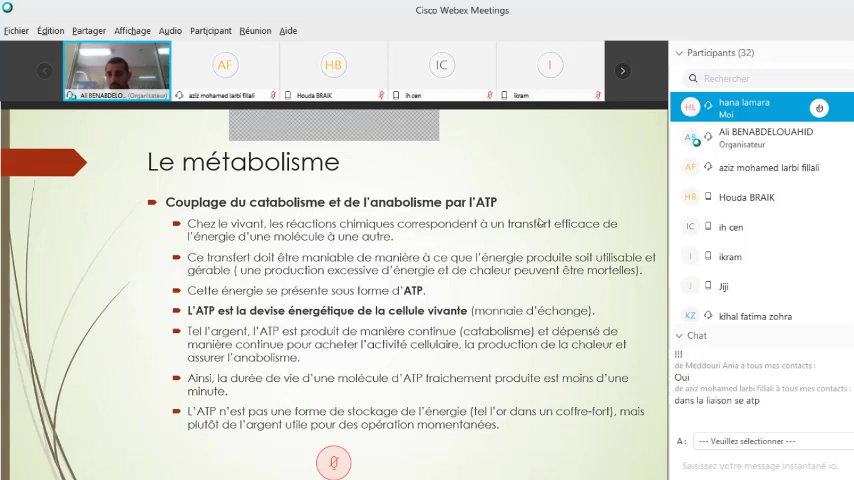 Cisco Webex Meetings
Fichier Édition Partager Affichage Audio Participant Réunion Aide
AF HB IC I
Ali BENABDELO... (Organisateur) aziz mohamed larbi fillali Houda BRAIK ih cen ikram
Le métabolisme
Couplage du catabolisme et de l'anabolisme par l'ATP
Chez le vivant, les réactions chimiques correspondent à un transfert efficace de
l'énergie d'une molécule à une autre.
Ce transfert doit être maniable de manière à ce que l'énergie produite soit utilisable et
gérable ( une production excessive d'énergie et de chaleur peuvent être mortelles).
Cette énergie se présente sous forme d'ATP.
L'ATP est la devise énergétique de la cellule vivante (monnaie d'échange).
Tel l'argent, l'ATP est produit de manière continue (catabolisme) et dépensé de
manière continue pour acheter l'activité cellulaire, la production de la chaleur et
assurer l'anabolisme.
Ainsi, la durée de vie d'une molécule d'ATP fraichement produite est moins d'une
minute.
L'ATP n'est pas une forme de stockage de l'énergie (tel l'or dans un coffre-fort), mais
plutôt de l'argent utile pour des opération momentanées.
Participants (32)
Rechercher
HL hana lamara
Moi
AB Ali BENABDELOUAHID
Organisateur
AF aziz mohamed larbi fillali
HB Houda BRAIK
IC ih cen
I ikram
J Jiji
KZ kihal fatima zohra
Chat
!!!
de Meddouri Ania à tous mes contacts :
Oui
de aziz mohamed larbi fillali à tous mes contacts :
dans la liaison se atp
A : --- Veuillez sélectionner ---
Saisissez votre message instantané ici.